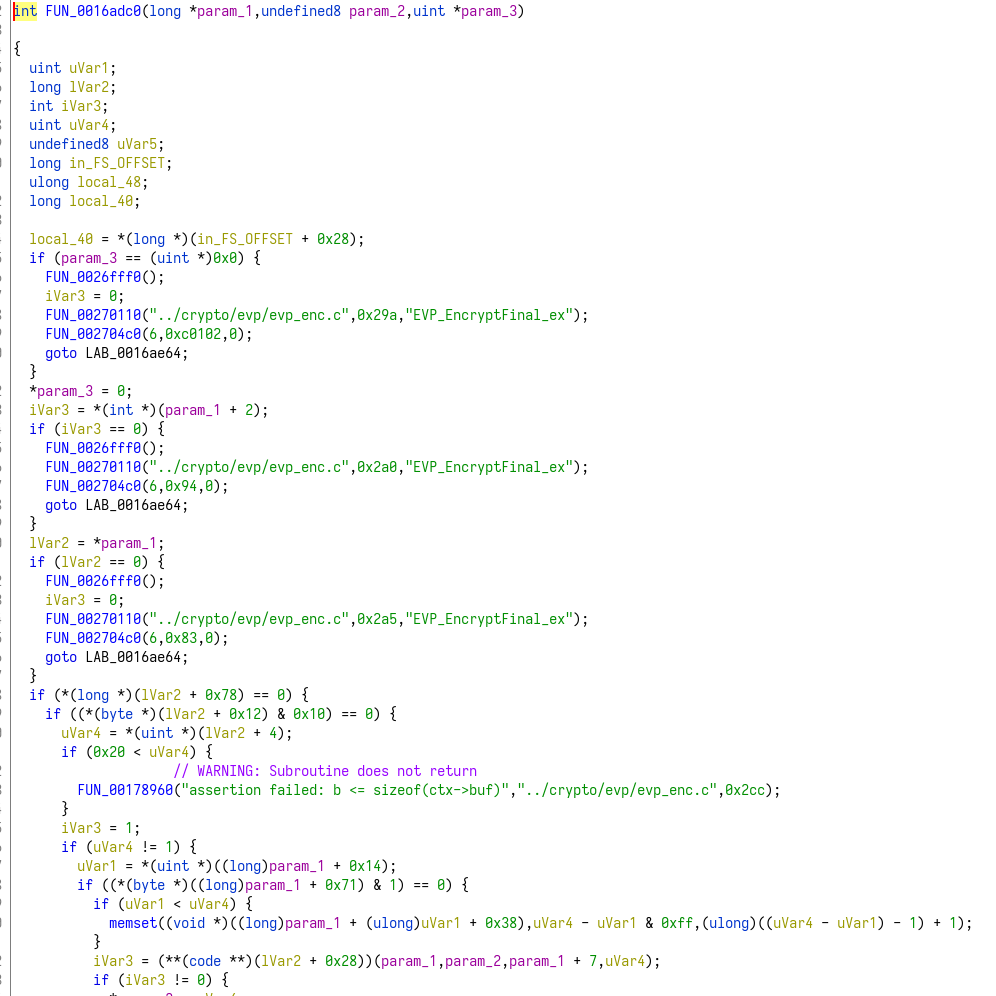 int FUN_0016adc0(long *param_1,undefined8 param_2,uint *param_3)
{
uint uVar1;
long lVar2;
int iVar3;
uint uVar4;
undefined8 uVar5;
long in_FS_OFFSET;
ulong local_48;
long local_40;
local_40 = *(long *)(in_FS_OFFSET + 0x28);
if (param_3 == (uint *)0x0) {
FUN_0026fff0();
iVar3 = 0;
FUN_00270110("../crypto/evp/evp_enc.c",0x29a,"EVP_EncryptFinal_ex");
FUN_002704c0(6,0xc0102,0);
goto LAB_0016ae64;
}
*param_3 = 0;
iVar3 = *(int *)(param_1 + 2);
if (iVar3 == 0) {
FUN_0026fff0();
FUN_00270110("../crypto/evp/evp_enc.c",0x2a0,"EVP_EncryptFinal_ex");
FUN_002704c0(6,0x94,0);
goto LAB_0016ae64;
}
lVar2 = *param_1;
if (lVar2 == 0) {
FUN_0026fff0();
iVar3 = 0;
FUN_00270110("../crypto/evp/evp_enc.c",0x2a5,"EVP_EncryptFinal_ex");
FUN_002704c0(6,0x83,0);
goto LAB_0016ae64;
}
if (*(long *)(lVar2 + 0x78) == 0) {
if ((*(byte *)(lVar2 + 0x12) & 0x10) == 0) {
uVar4 = *(uint *)(lVar2 + 4);
if (0x20 < uVar4) {
// WARNING: Subroutine does not return
FUN_00178960("assertion failed: b <= sizeof(ctx->buf)","../crypto/evp/evp_enc.c",0x2cc);
}
iVar3 = 1;
if (uVar4 != 1) {
uVar1 = *(uint *)((long)param_1 + 0x14);
if ((*(byte *)((long)param_1 + 0x71) & 1) == 0) {
if (uVar1 < uVar4) {
memset((void *)((long)param_1 + (ulong)uVar1 + 0x38),uVar4 - uVar1 & 0xff,(ulong)((uVar4 - uVar1) - 1) + 1);
}
iVar3 = (**(code **)(lVar2 + 0x28))(param_1,param_2,param_1 + 7,uVar4);
if (iVar3 != 0) {